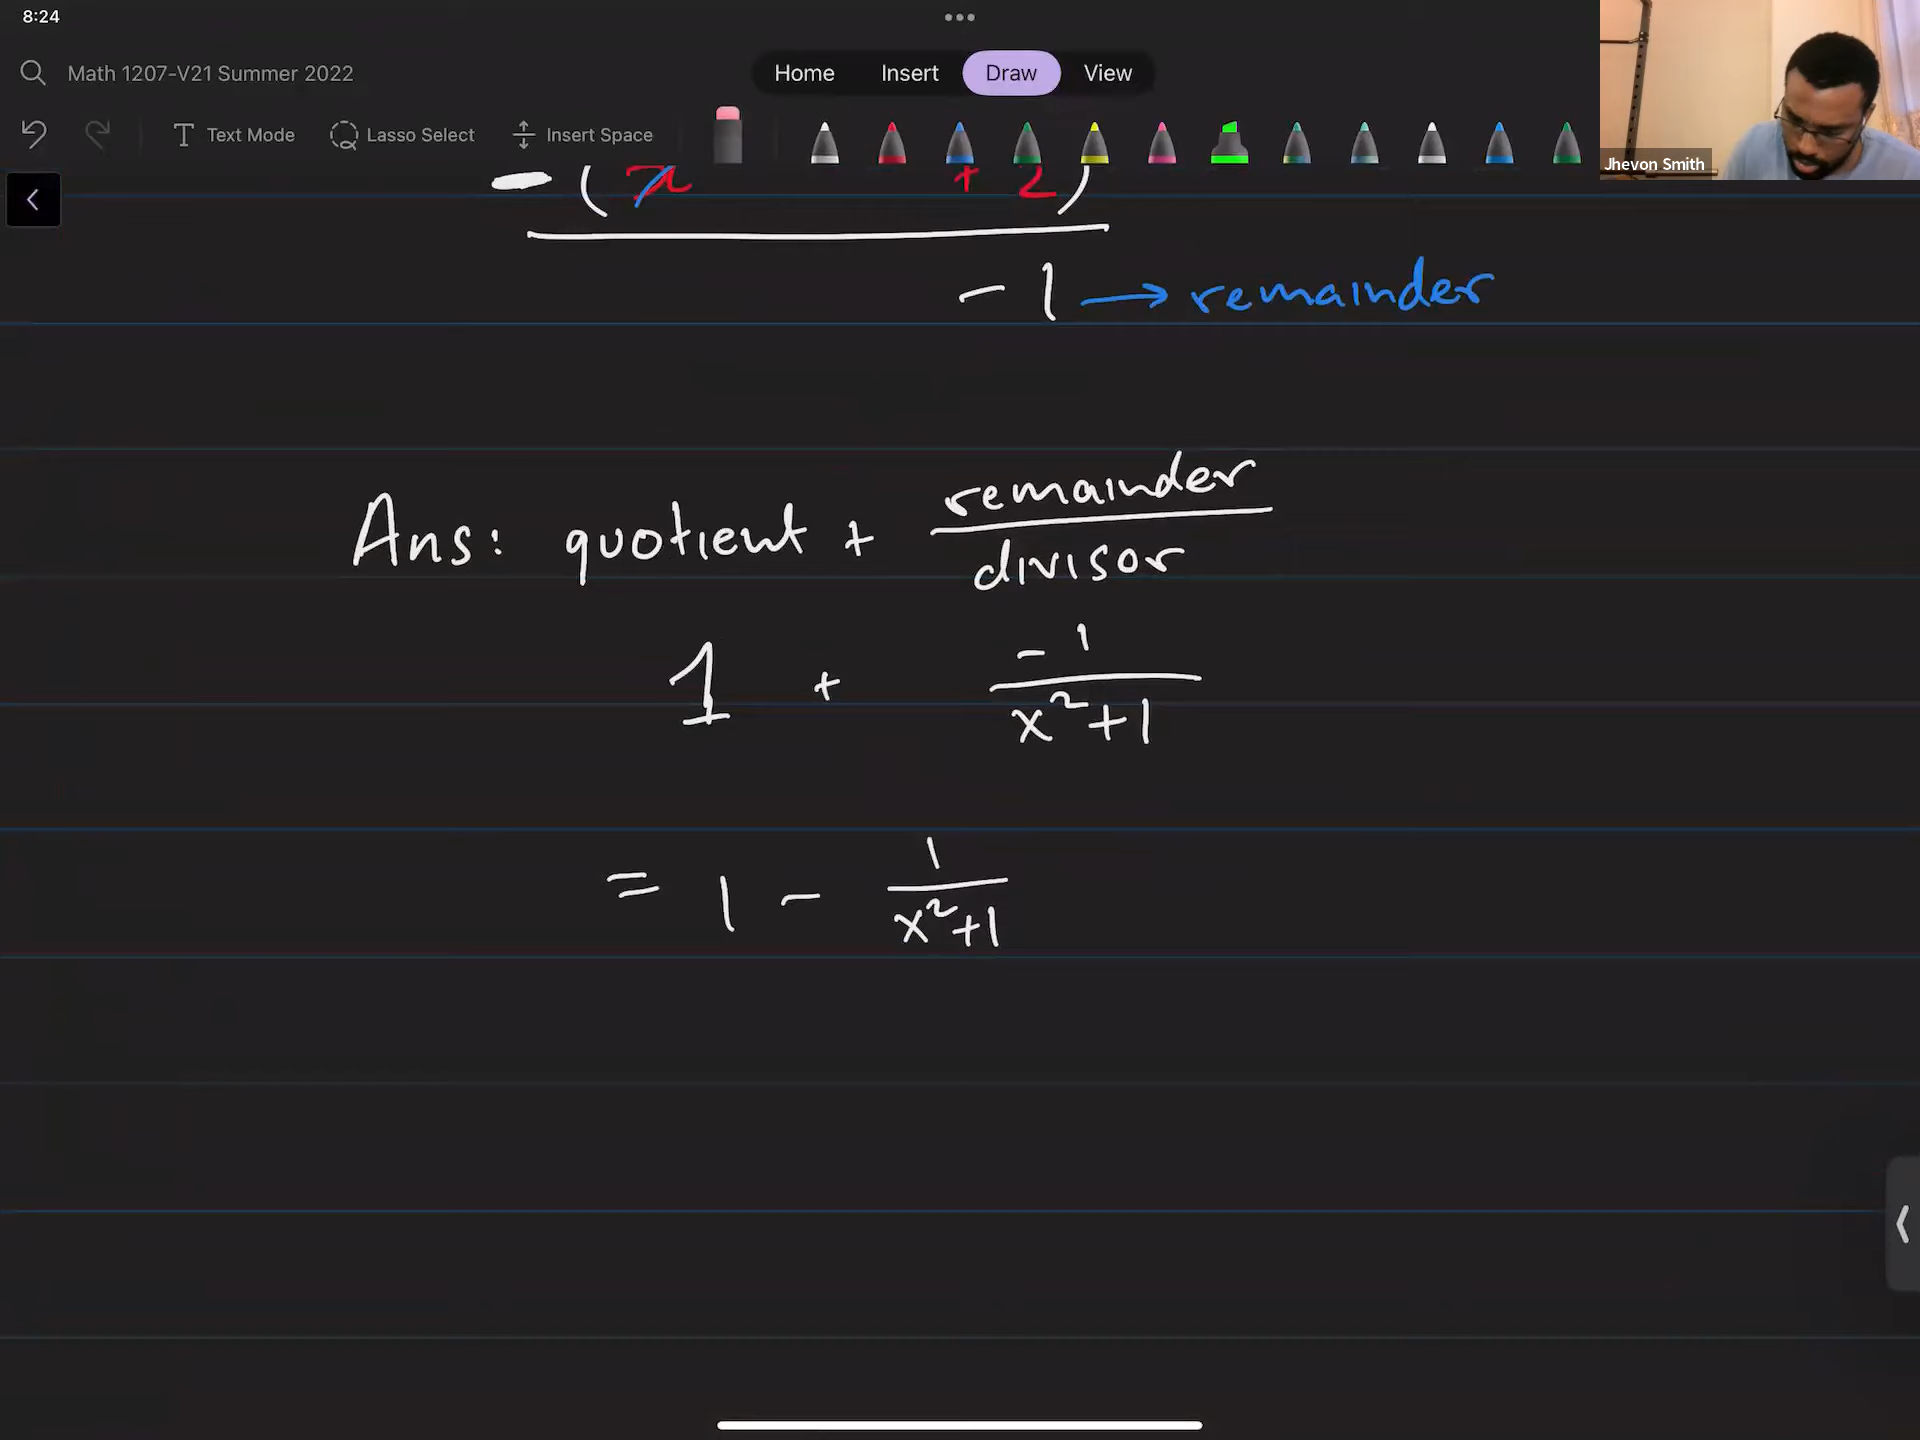 8:24
Math 1207-V21 Summer 2022
Home Insert Draw View
Text Mode Lasso Select Insert Space
Jhevon Smith
-( + 2)
-1 → remainder
Ans: quotient + remainder
divisor
1 + -1
x²+1
= 1 - 1
x²+1